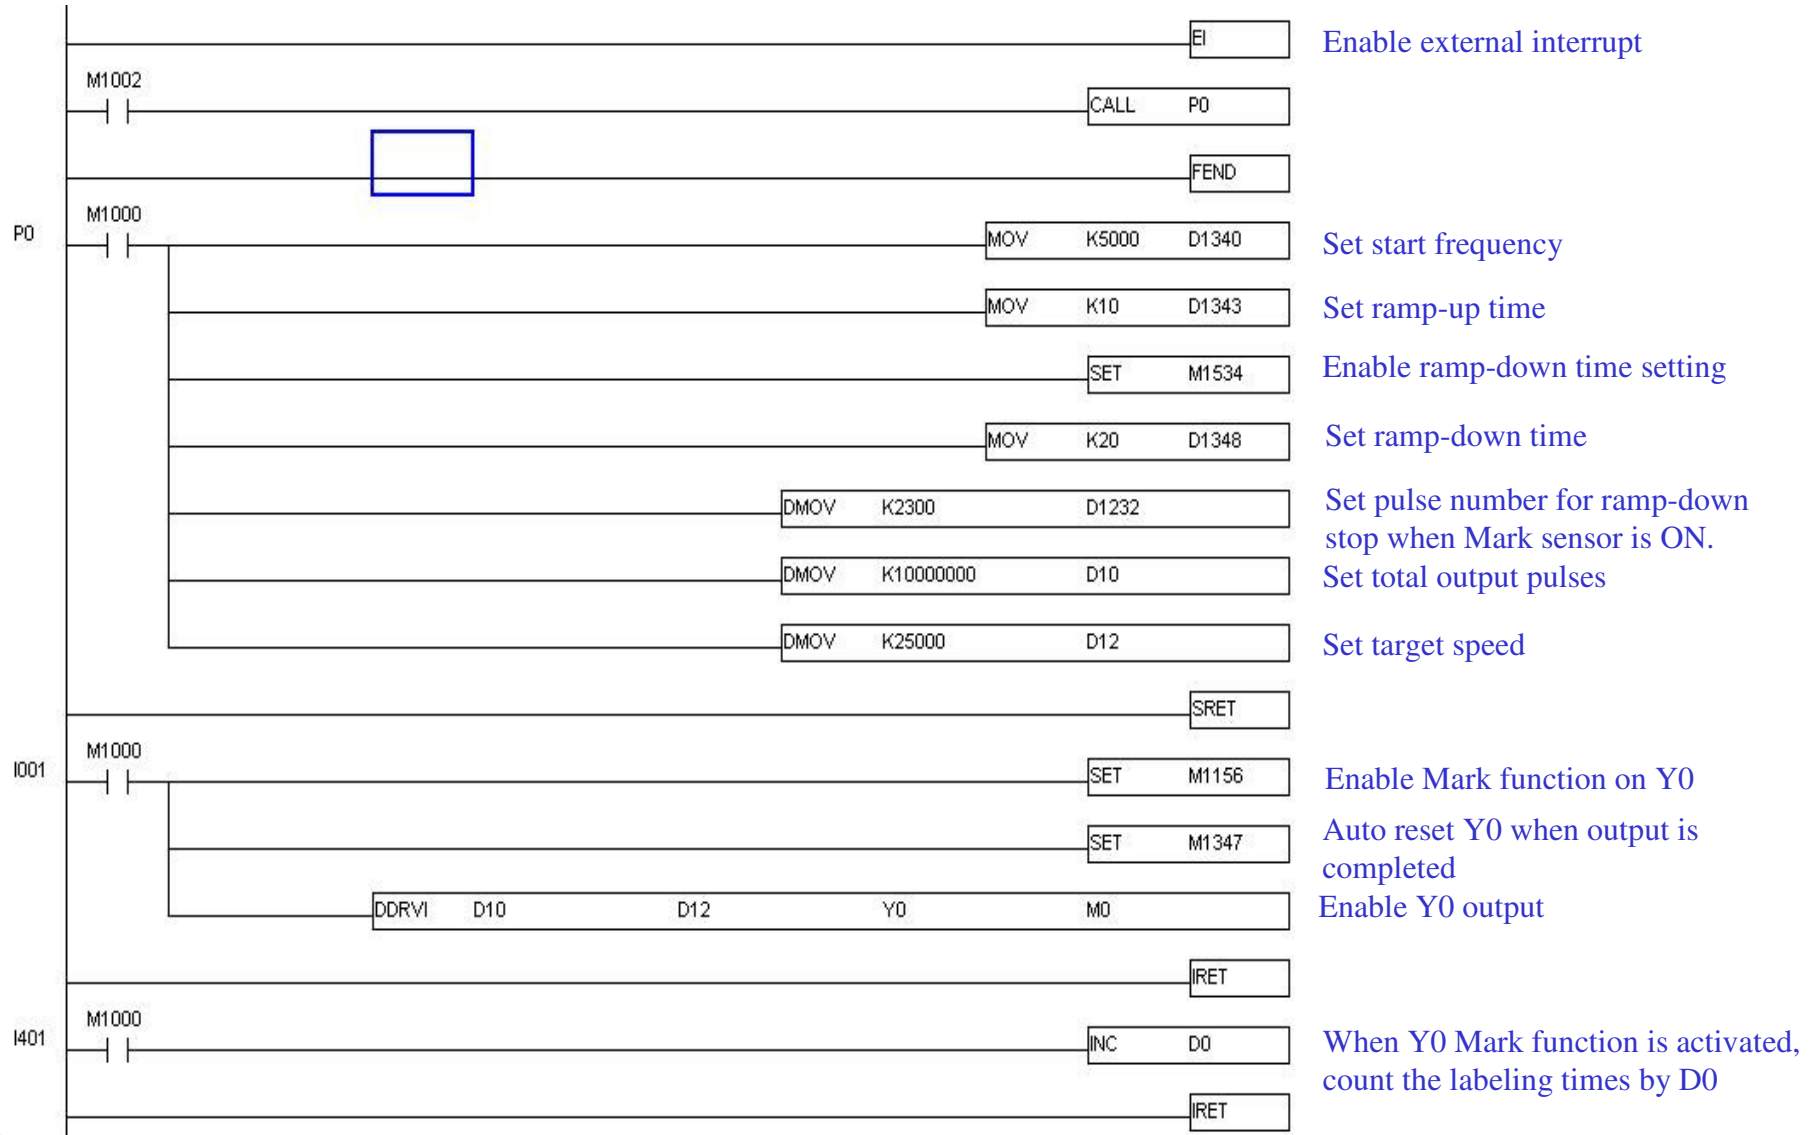 EI Enable external interrupt
M1002
CALL P0
FEND
M1000
P0 MOV K5000 D1340 Set start frequency
MOV K10 D1343 Set ramp-up time
SET M1534 Enable ramp-down time setting
MOV K20 D1348 Set ramp-down time
DMOV K2300 D1232 Set pulse number for ramp-down
stop when Mark sensor is ON.
DMOV K10000000 D10 Set total output pulses
DMOV K25000 D12 Set target speed
SRET
M1000
I001 SET M1156 Enable Mark function on Y0
SET M1347 Auto reset Y0 when output is
completed
DDRVI D10 D12 Y0 M0 Enable Y0 output
IRET
M1000
I401 INC D0 When Y0 Mark function is activated,
count the labeling times by D0
IRET